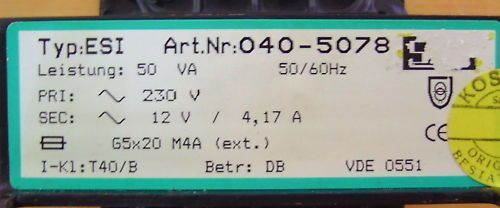 Typ:ESI Art.Nr:040-5078
Leistung: 50 VA 50/60Hz
PRI: ~ 230 V
SEC: ~ 12 V / 4,17 A
G5x20 M4A (ext.)
I-Kl:T40/B Betr: DB VDE 0551
CE